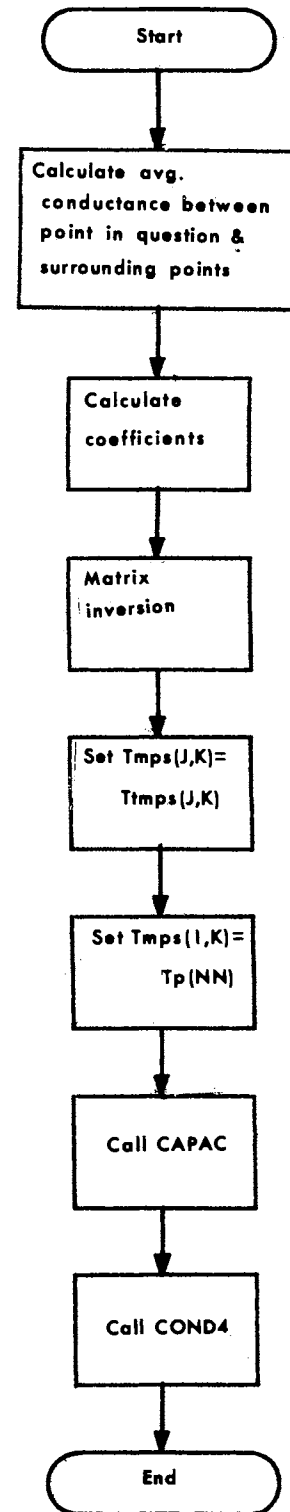 Start
Calculate avg.
conductance between
point in question &
surrounding points
Calculate
coefficients
Matrix
inversion
Set Tmps(J,K)=
Ttmps(J,K)
Set Tmps(1,K)=
Tp(NN)
Call CAPAC
Call COND4
End